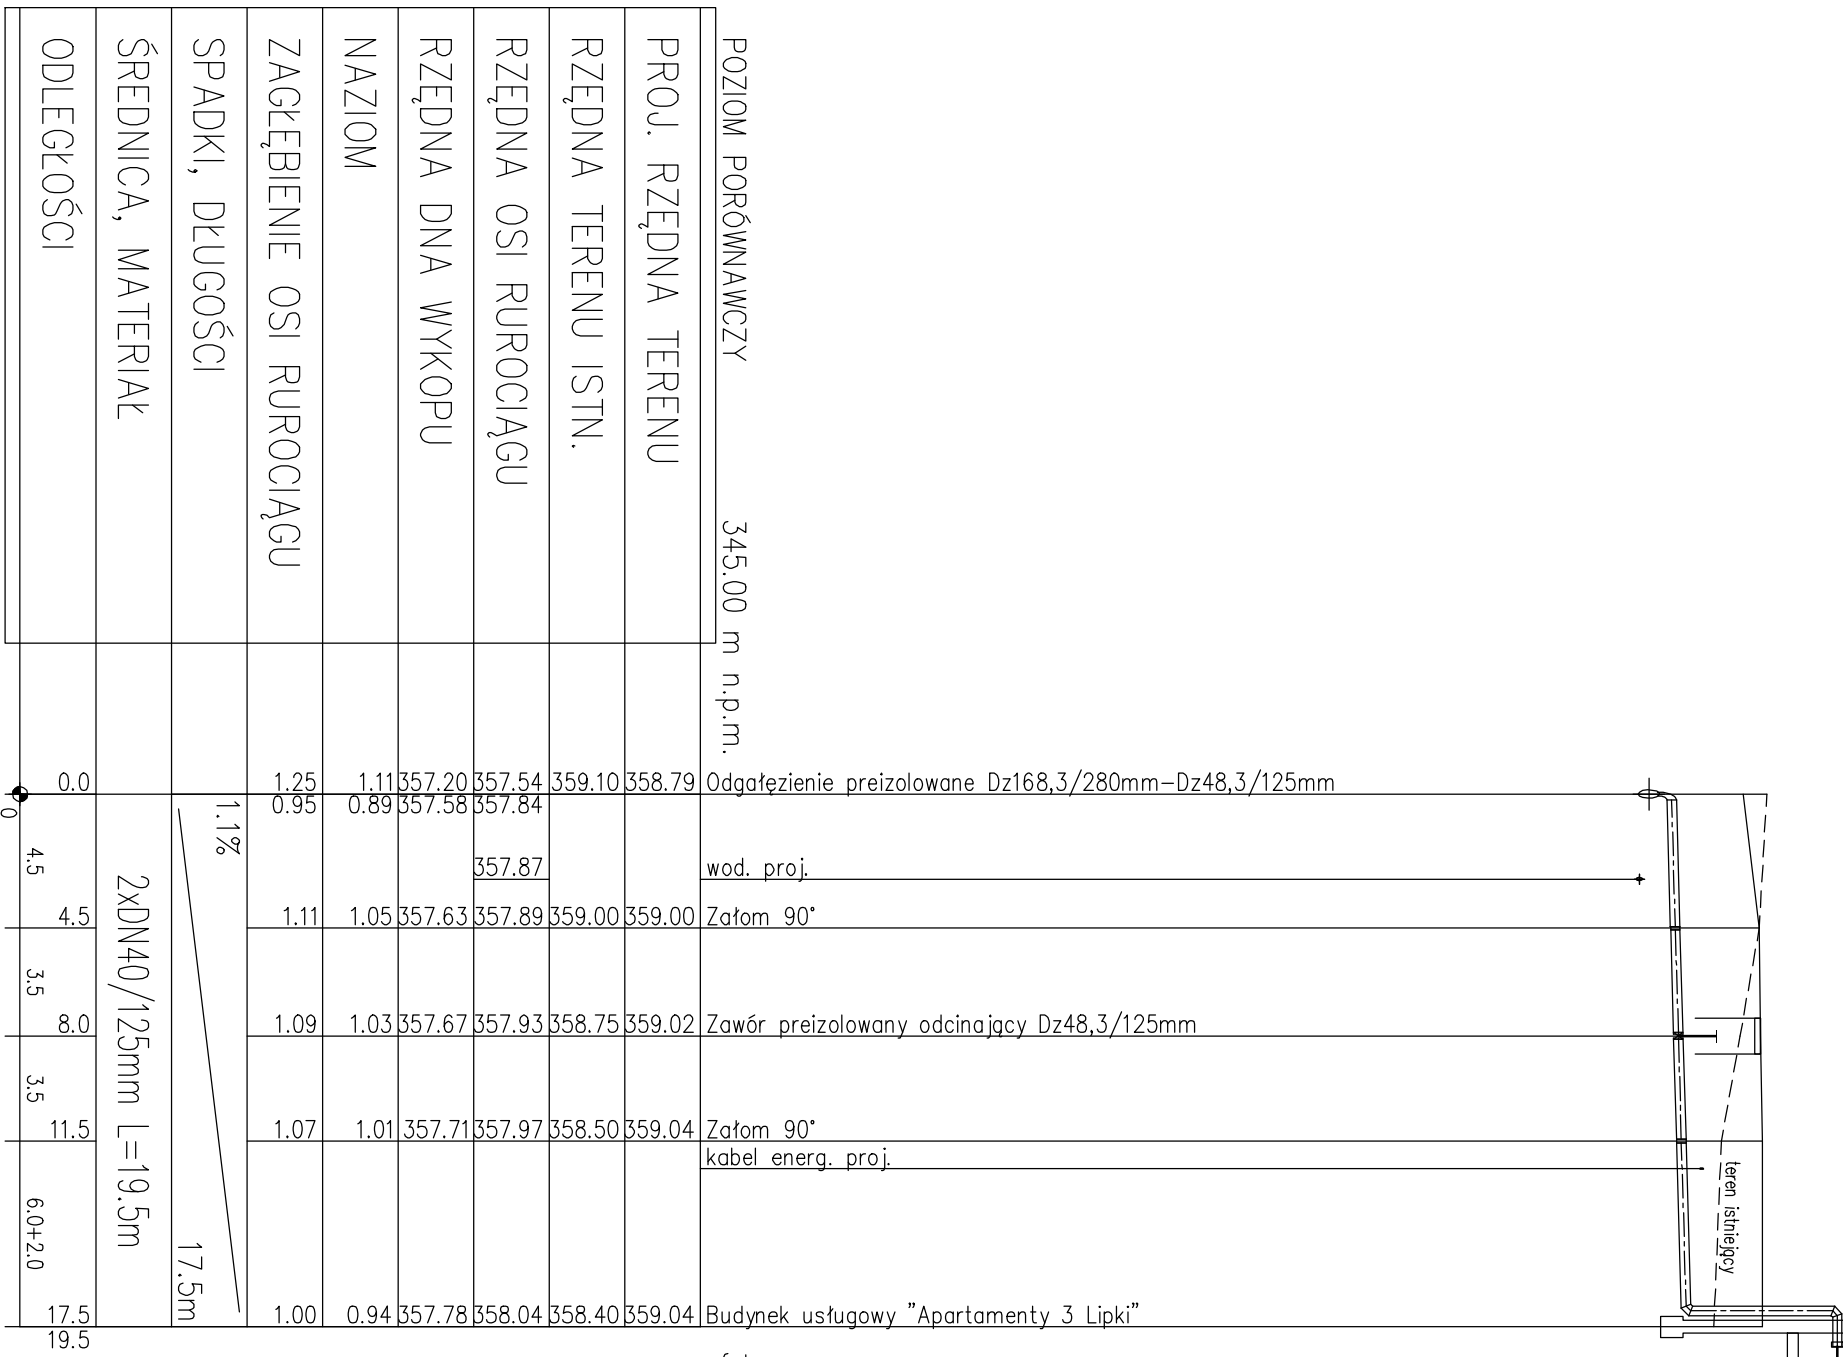 POZIOM PORÓWNAWCZY 345.00 m n.p.m.
PROJ. RZĘDNA TERENU
RZĘDNA TERENU ISTN.
RZĘDNA OSI RUROCIĄGU
RZĘDNA DNA WYKOPU
NAZIOM
ZAGŁĘBIENIE OSI RUROCIĄGU
SPADKI, DŁUGOŚCI
ŚREDNICA, MATERIAŁ
ODLEGŁOŚCI
0.0 1.25 1.11 357.20 357.54 359.10 358.79 Odgałęzienie preizolowane Dz168,3/280mm-Dz48,3/125mm
0 1.1% 0.95 0.89 357.58 357.84
4.5 357.87 wod. proj.
4.5 1.11 1.05 357.63 357.89 359.00 359.00 Załom 90°
3.5
8.0 1.09 1.03 357.67 357.93 358.75 359.02 Zawór preizolowany odcinający Dz48,3/125mm
3.5
11.5 1.07 1.01 357.71 357.97 358.50 359.04 Załom 90°
kabel energ. proj.
2xDN40/125mm L=19.5m
teren istniejący
6.0+2.0
17.5m
17.5 1.00 0.94 357.78 358.04 358.40 359.04 Budynek usługowy "Apartamenty 3 Lipki"
19.5